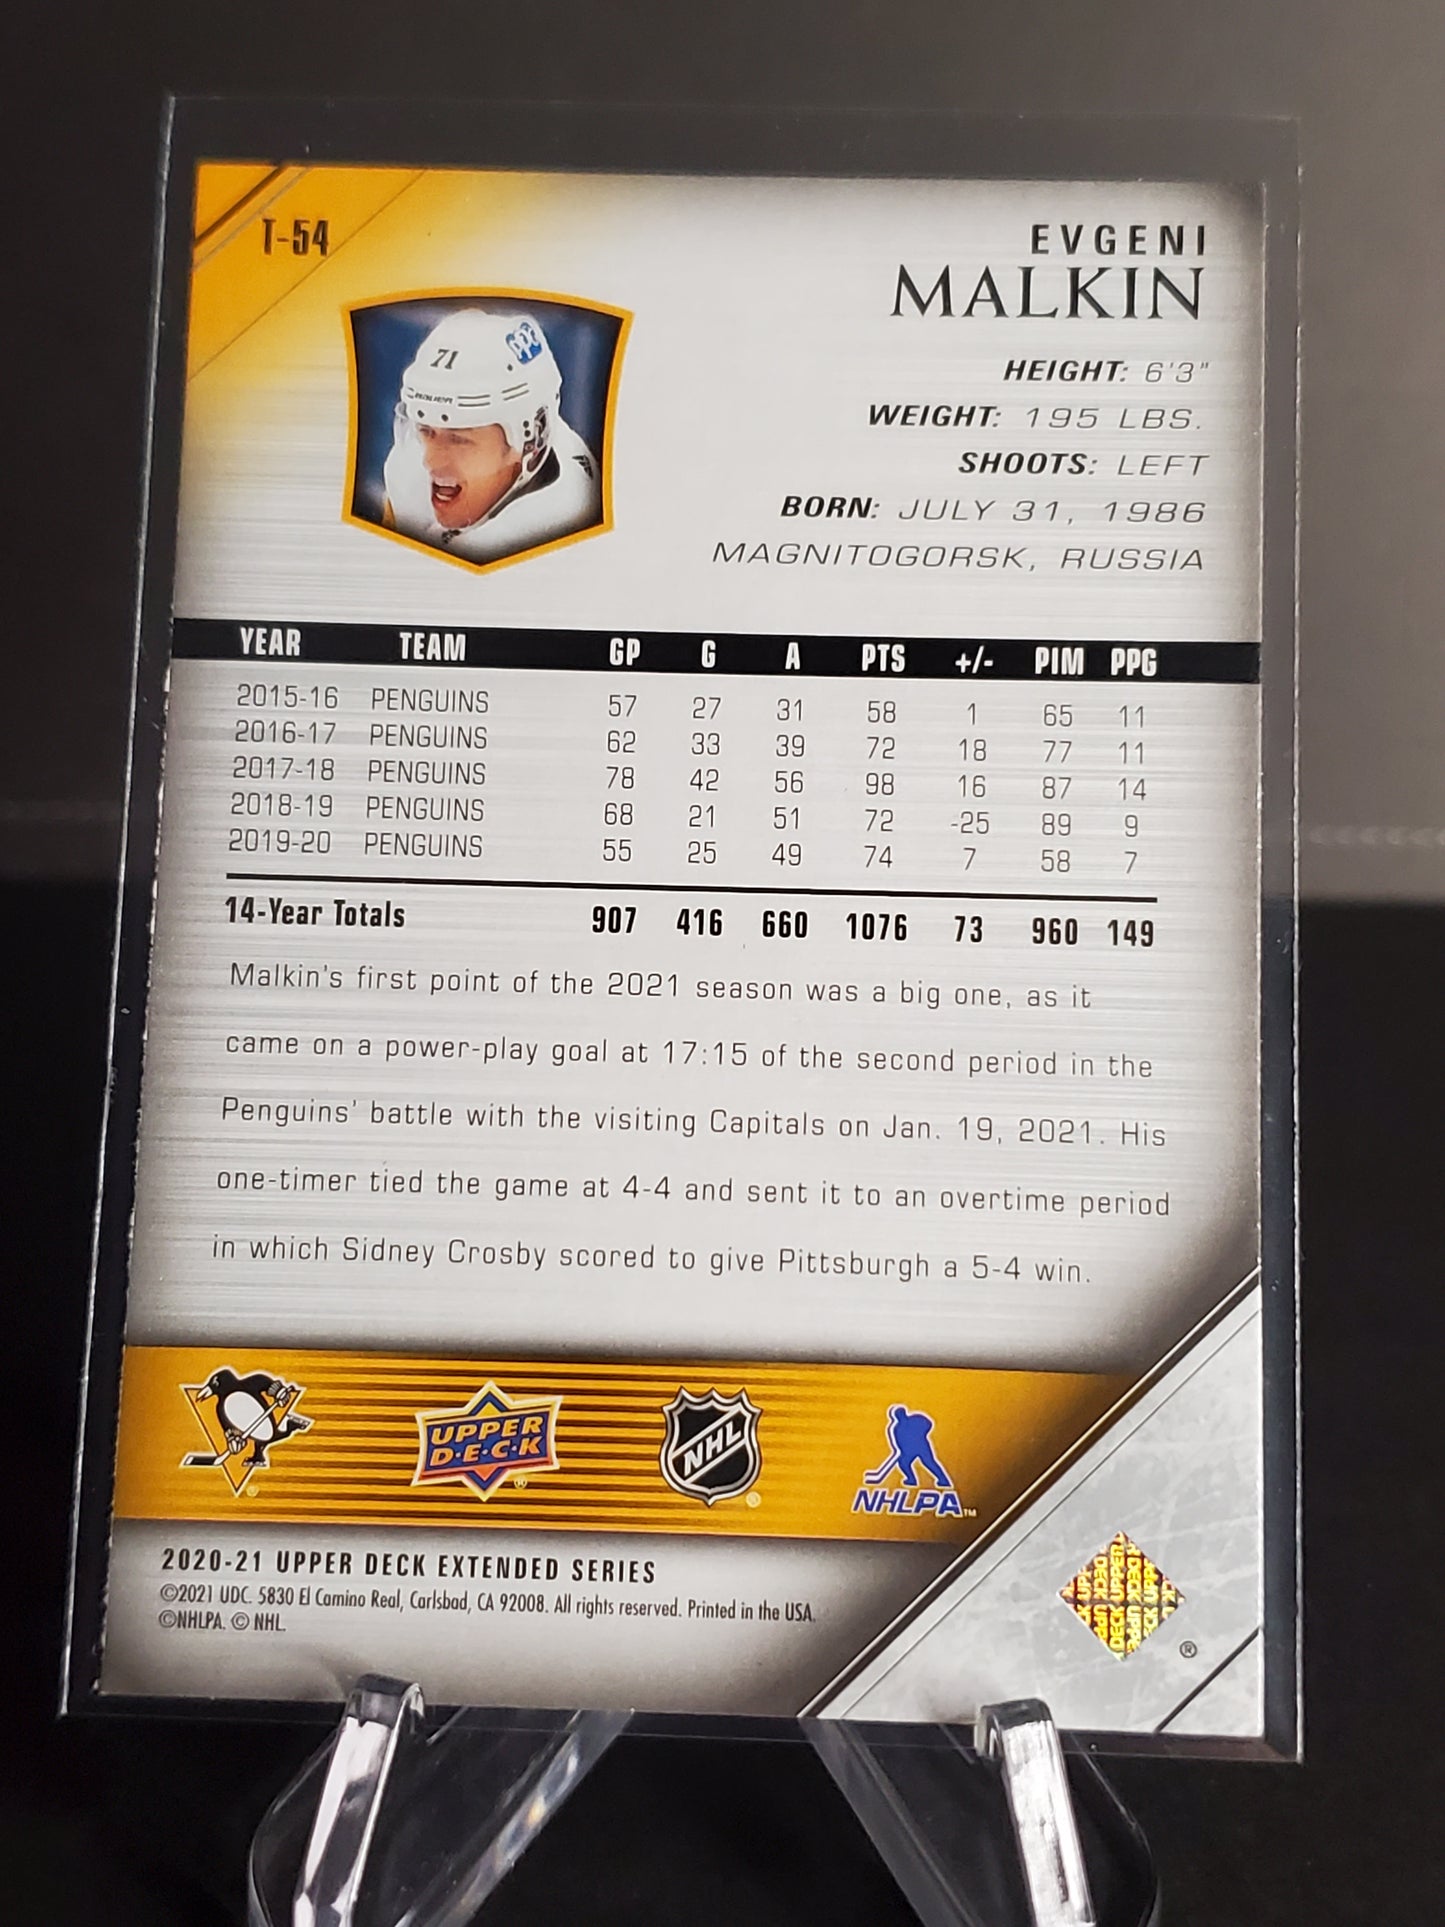 T-54
EVGENI
MALKIN
71
ppg
BAUER
HEIGHT: 6'3"
WEIGHT: 195 LBS.
SHOOTS: LEFT
BORN: JULY 31, 1986
MAGNITOGORSK, RUSSIA
YEAR TEAM GP G A PTS +/- PIM PPG
2015-16 PENGUINS 57 27 31 58 1 65 11
2016-17 PENGUINS 62 33 39 72 18 77 11
2017-18 PENGUINS 78 42 56 98 16 87 14
2018-19 PENGUINS 68 21 51 72 -25 89 9
2019-20 PENGUINS 55 25 49 74 7 58 7
14-Year Totals 907 416 660 1076 73 960 149
Malkin's first point of the 2021 season was a big one, as it
came on a power-play goal at 17:15 of the second period in the
Penguins' battle with the visiting Capitals on Jan. 19, 2021. His
one-timer tied the game at 4-4 and sent it to an overtime period
in which Sidney Crosby scored to give Pittsburgh a 5-4 win.
UPPER
D·E·C·K
®
NHL
NHLPA™
2020-21 UPPER DECK EXTENDED SERIES
©2021 UDC. 5830 El Camino Real, Carlsbad, CA 92008. All rights reserved. Printed in the USA.
©NHLPA. © NHL.
UPPER
DECK
®